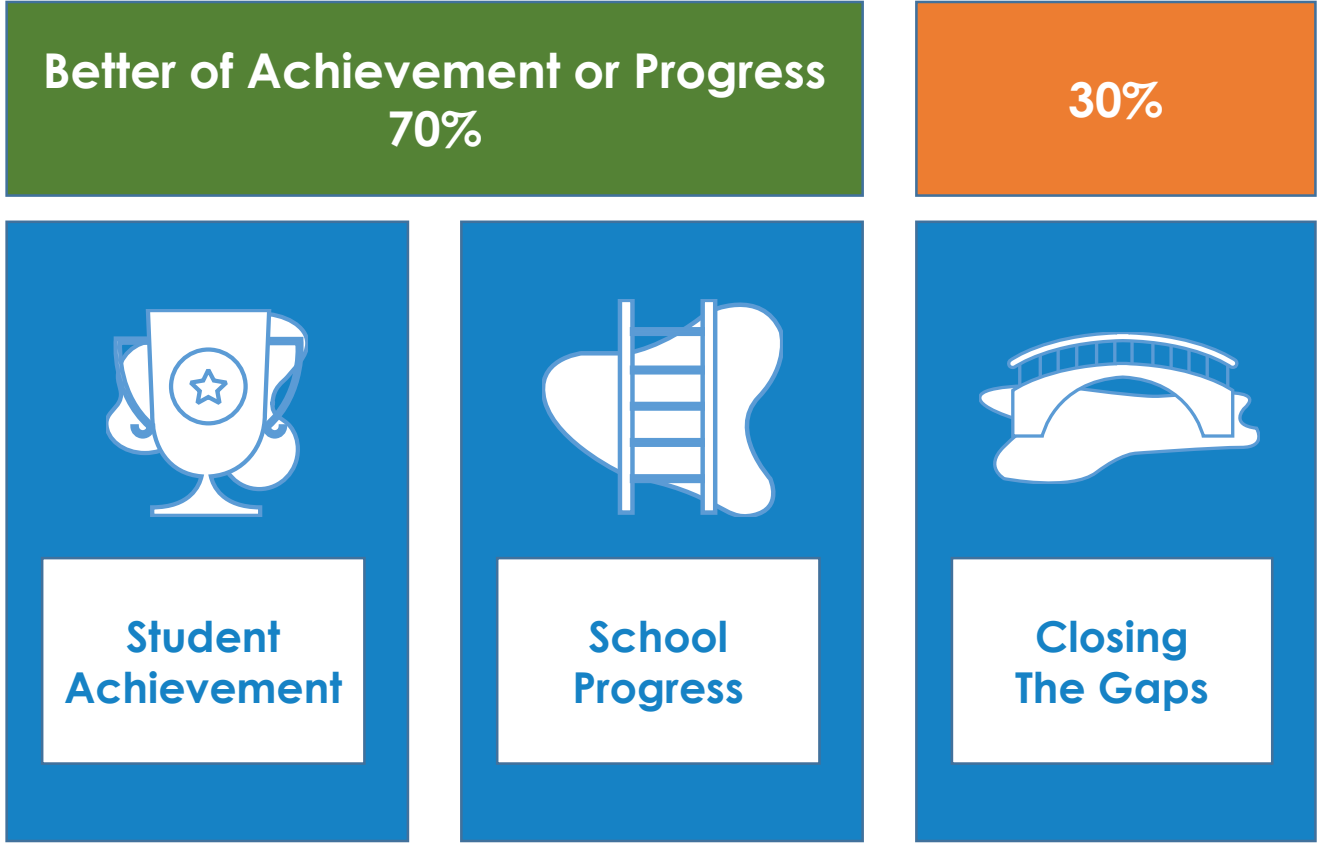 Better of Achievement or Progress
70%
30%
Student
Achievement
School
Progress
Closing
The Gaps